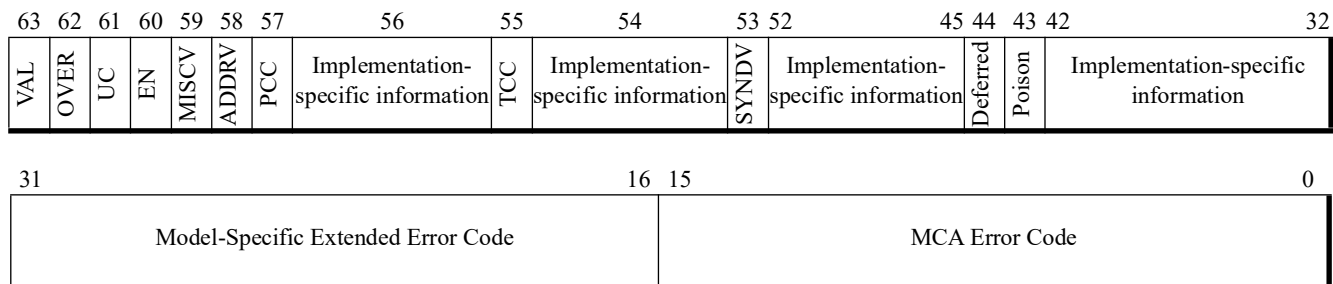 63 62 61 60 59 58 57 56 55 54 53 52 45 44 43 42 32
VAL
OVER
UC
EN
MISCV
ADDRV
PCC
Implementation-
specific information
TCC
Implementation-
specific information
SYNDV
Implementation-
specific information
Deferred
Poison
Implementation-specific
information
31 16 15 0
Model-Specific Extended Error Code
MCA Error Code